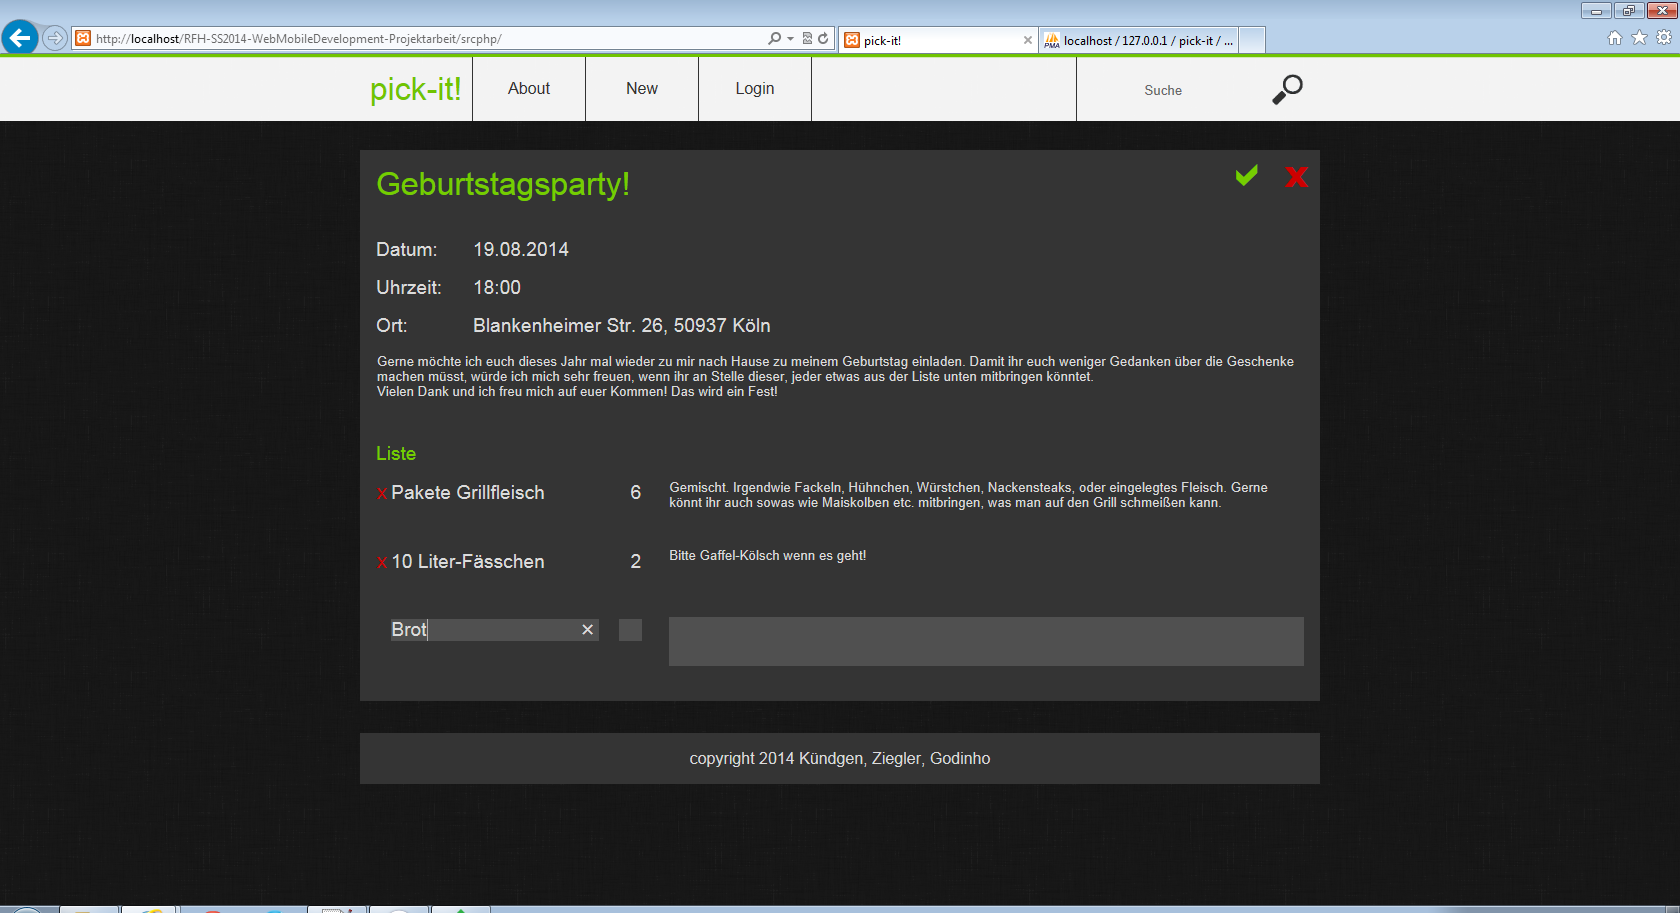 http://localhost/RFH-SS2014-WebMobileDevelopment-Projektarbeit/srcphp/
pick-it!
PMA
localhost / 127.0.0.1 / pick-it / ...
pick-it!
About
New
Login
Suche
Geburtstagsparty!
Datum: 19.08.2014
Uhrzeit: 18:00
Ort: Blankenheimer Str. 26, 50937 Köln
Gerne möchte ich euch dieses Jahr mal wieder zu mir nach Hause zu meinem Geburtstag einladen. Damit ihr euch weniger Gedanken über die Geschenke
machen müsst, würde ich mich sehr freuen, wenn ihr an Stelle dieser, jeder etwas aus der Liste unten mitbringen könntet.
Vielen Dank und ich freu mich auf euer Kommen! Das wird ein Fest!
Liste
x Pakete Grillfleisch 6
Gemischt. Irgendwie Fackeln, Hühnchen, Würstchen, Nackensteaks, oder eingelegtes Fleisch. Gerne
könnt ihr auch sowas wie Maiskolben etc. mitbringen, was man auf den Grill schmeißen kann.
x 10 Liter-Fässchen 2
Bitte Gaffel-Kölsch wenn es geht!
Brot
copyright 2014 Kündgen, Ziegler, Godinho